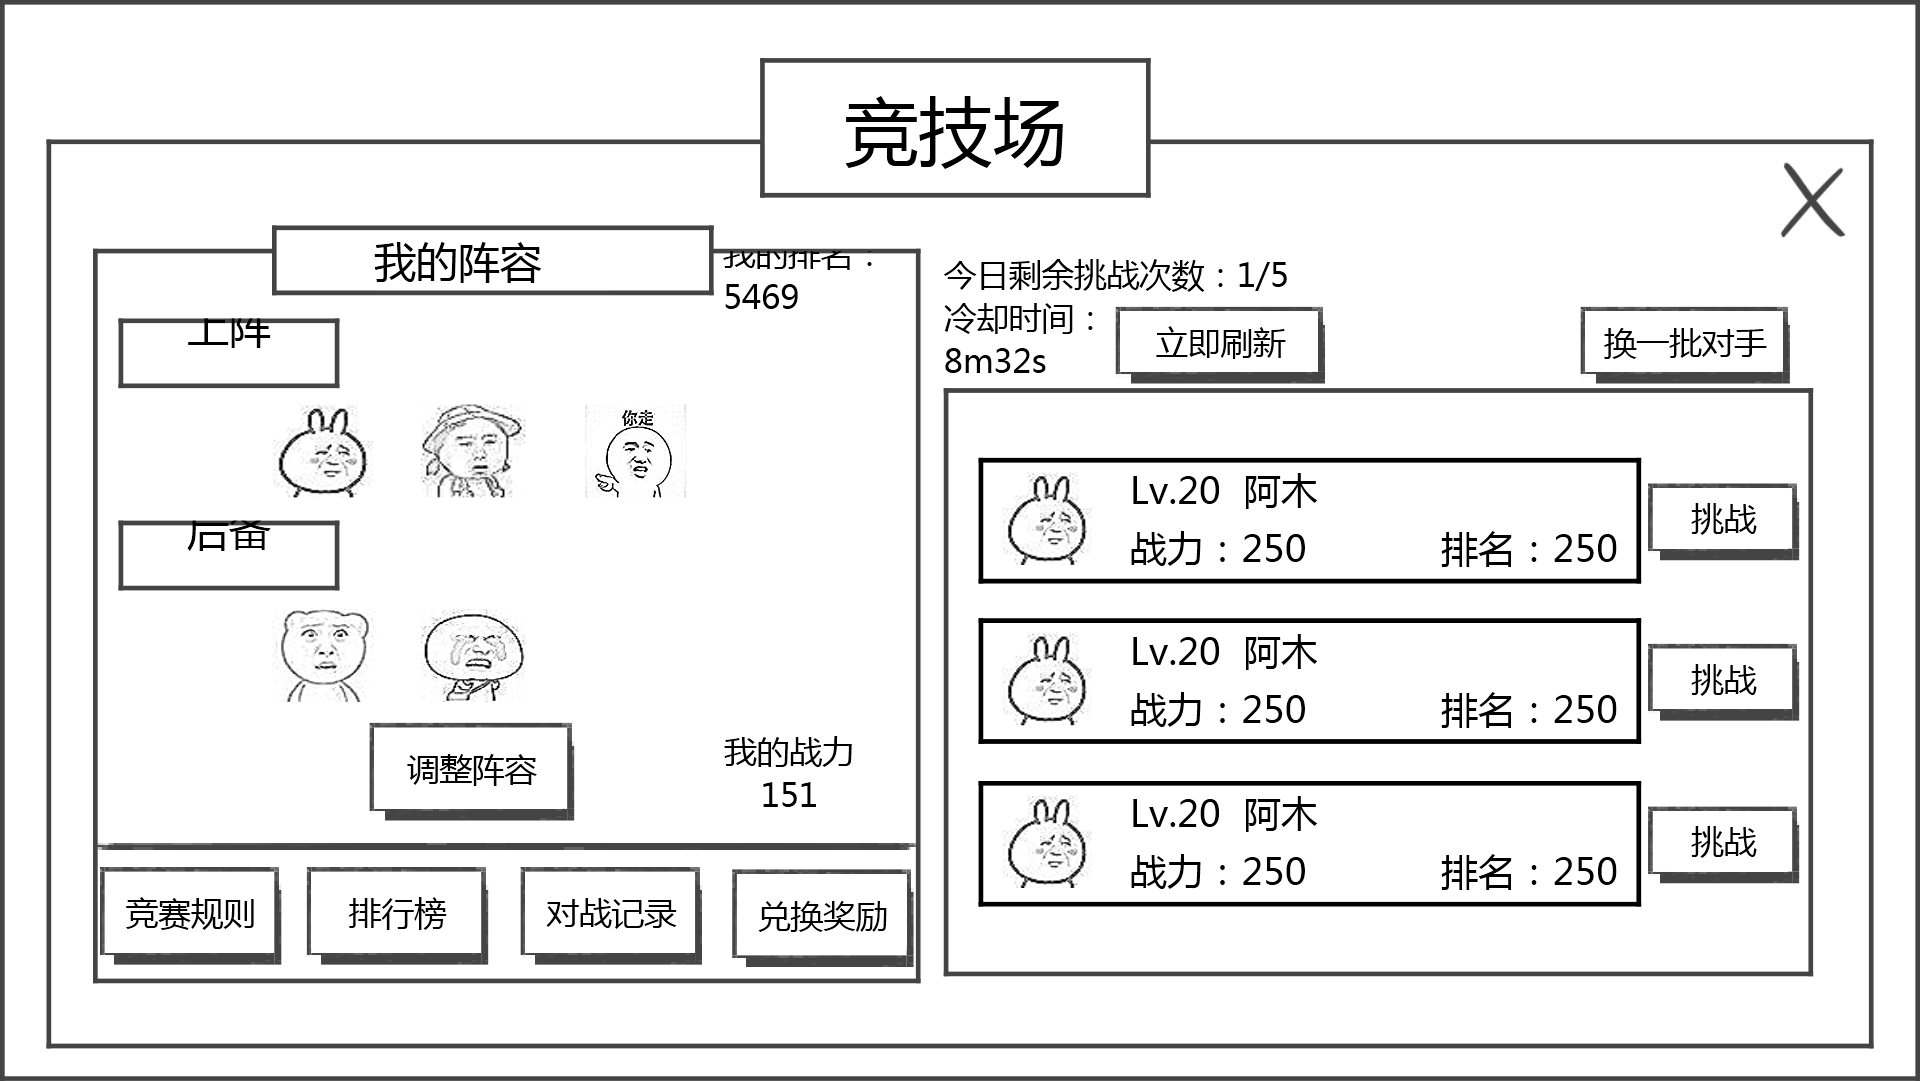 竞技场
我的阵容
我的排名：
5469
上阵
你走
后备
调整阵容
我的战力
151
竞赛规则
排行榜
对战记录
兑换奖励
今日剩余挑战次数：1/5
冷却时间：
8m32s
立即刷新
换一批对手
Lv.20 阿木
战力：250 排名：250
挑战
Lv.20 阿木
战力：250 排名：250
挑战
Lv.20 阿木
战力：250 排名：250
挑战